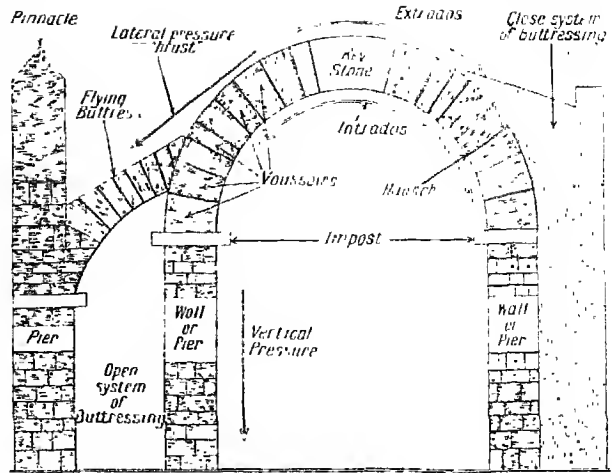 Pinnacle
Lateral pressure
"thrust"
Extrados
Close system
of buttressing
Key
Stone
Flying
Buttress
Intrados
Voussoirs
Haunch
Impost
Wall
or
Pier
Vertical
Pressure
Wall
or
Pier
Pier
Open
system
of
Buttressing